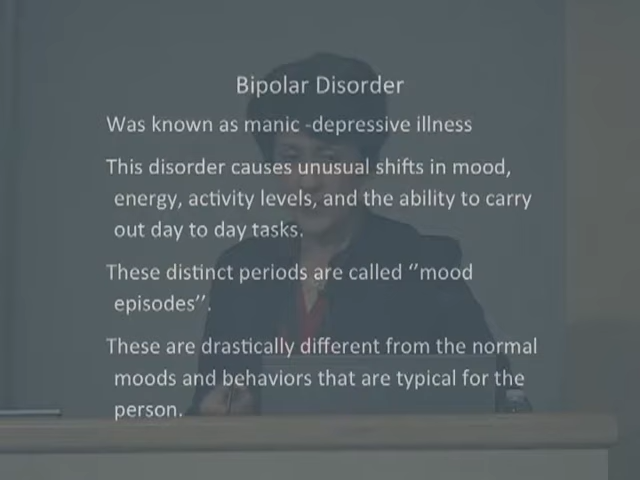 Bipolar Disorder
Was known as manic -depressive illness
This disorder causes unusual shifts in mood,
energy, activity levels, and the ability to carry
out day to day tasks.
These distinct periods are called ‘’mood
episodes’’.
These are drastically different from the normal
moods and behaviors that are typical for the
person.